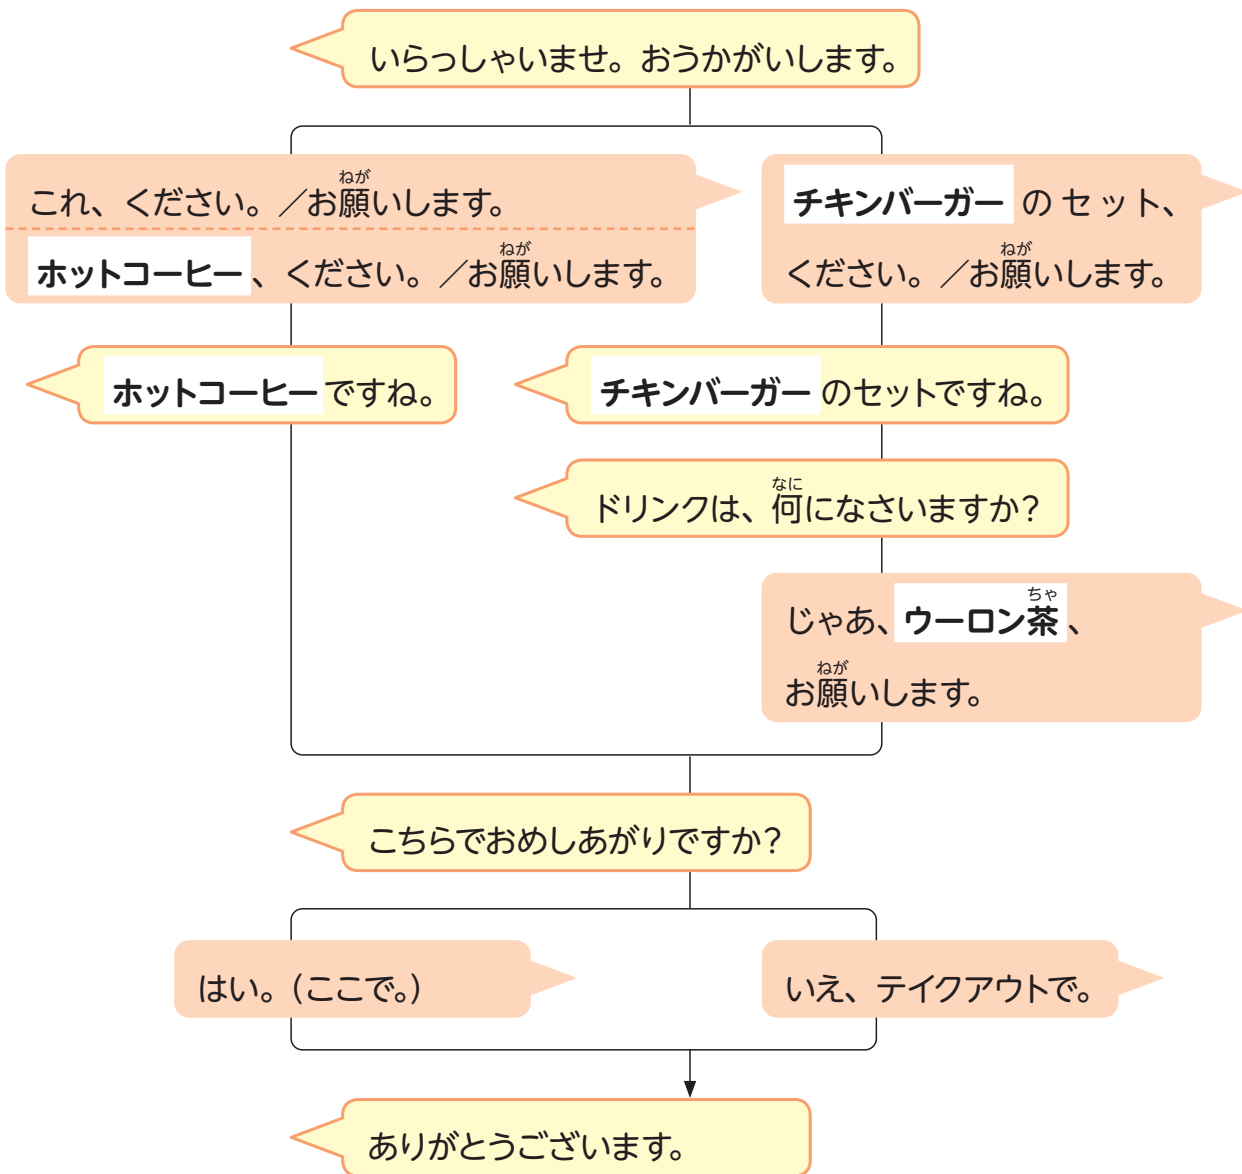 いらっしゃいませ。おうかがいします。
これ、ください。／お願いします。
ねが
ホットコーヒー、ください。／お願いします。
ねが
チキンバーガーのセット、
ください。／お願いします。
ねが
ホットコーヒーですね。
チキンバーガーのセットですね。
ドリンクは、何になさいますか？
なに
じゃあ、ウーロン茶、
ちゃ
お願いします。
ねが
こちらでおめしあがりですか？
はい。（ここで。）
いえ、テイクアウトで。
ありがとうございます。